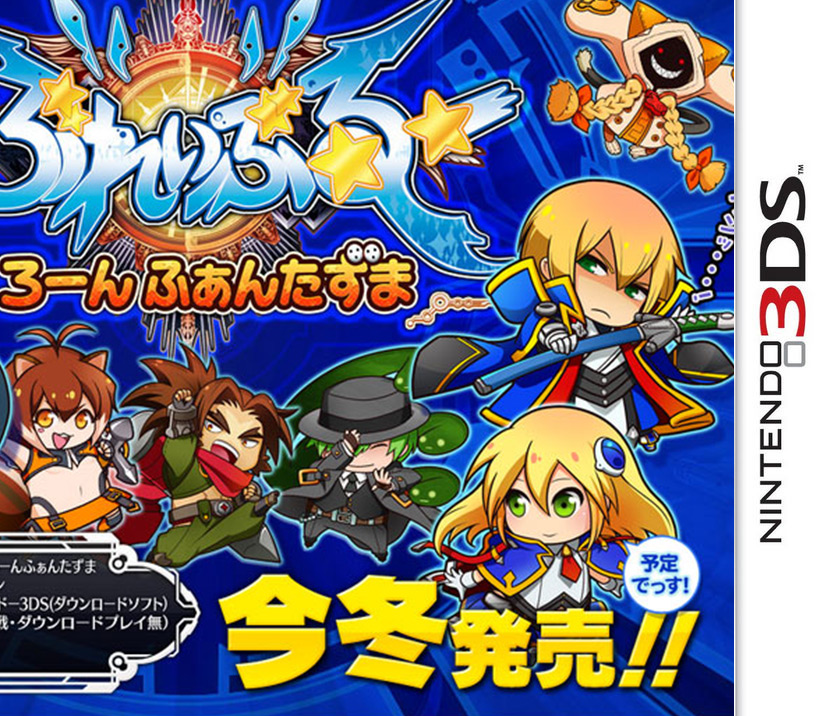 ぶれいぶるー
ろーん ふぁんたずま
ーんふぁんたずま
ドー3DS(ダウンロードソフト)
戦・ダウンロードプレイ無)
予定
でっす!
今冬発売!!
NINTENDO 3DS
TM